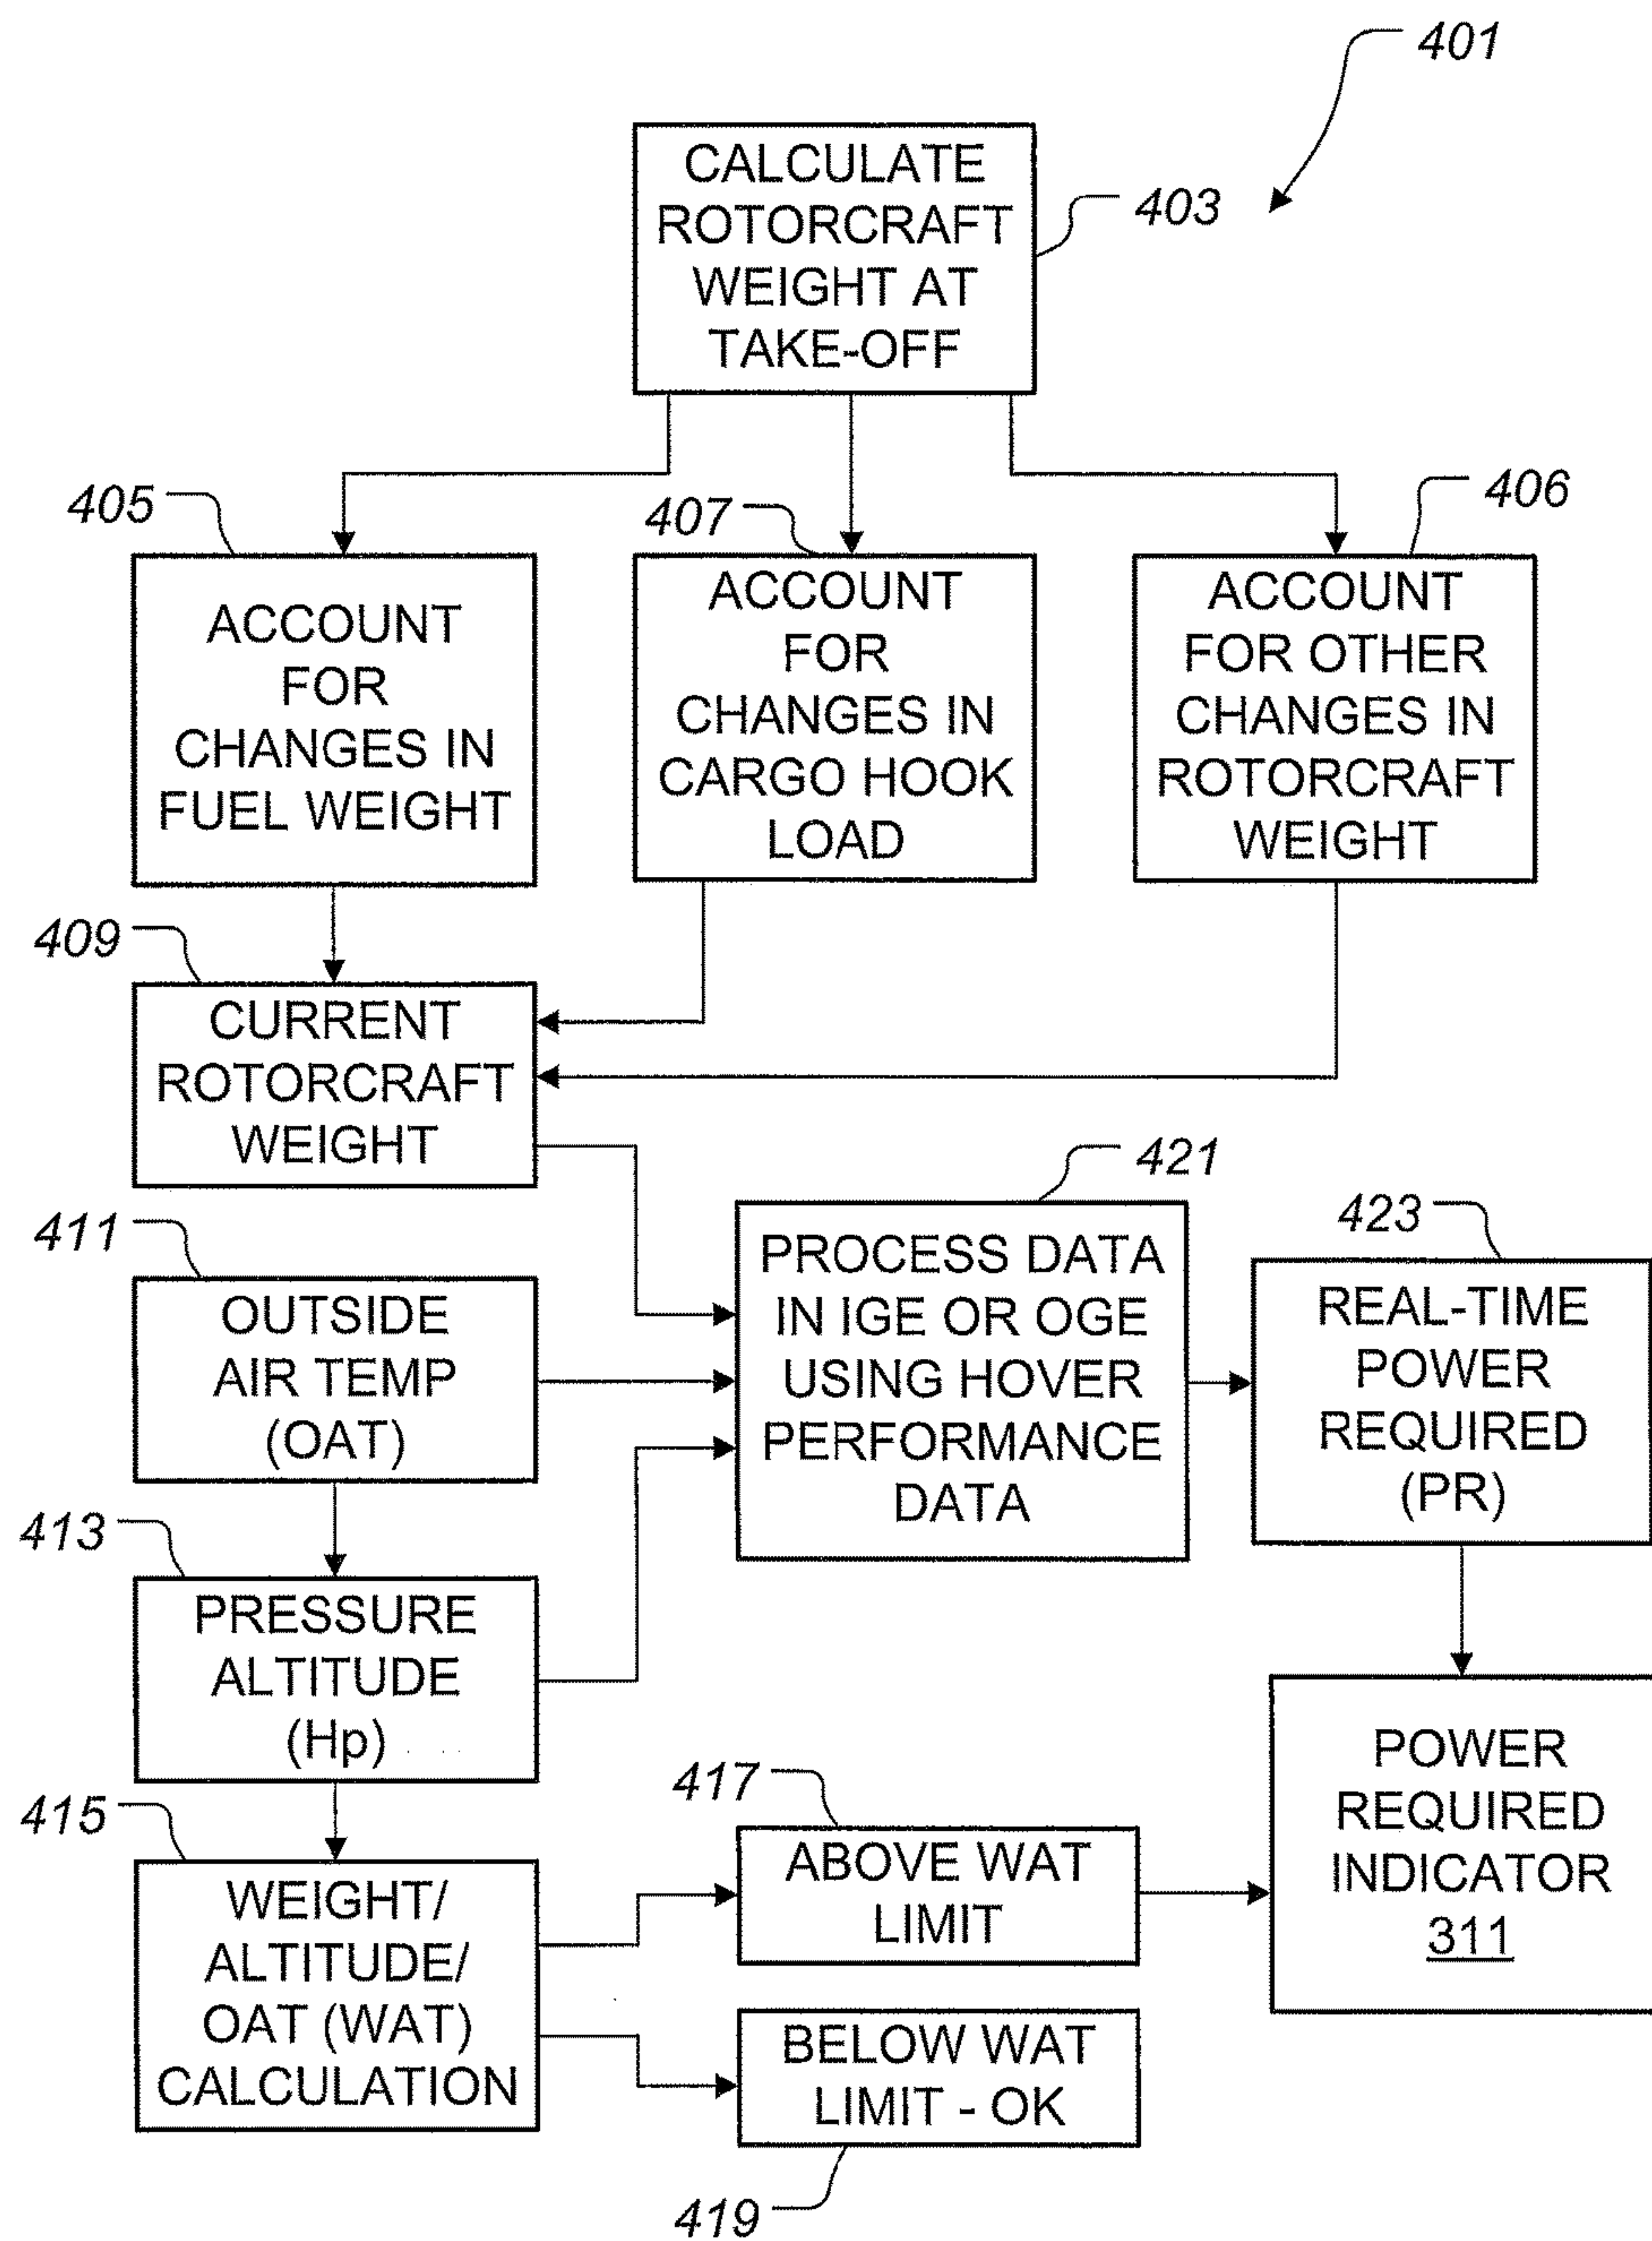 401
CALCULATE
ROTORCRAFT
WEIGHT AT
TAKE-OFF
403
405
ACCOUNT
FOR
CHANGES IN
FUEL WEIGHT
407
ACCOUNT
FOR
CHANGES IN
CARGO HOOK
LOAD
406
ACCOUNT
FOR OTHER
CHANGES IN
ROTORCRAFT
WEIGHT
409
CURRENT
ROTORCRAFT
WEIGHT
411
OUTSIDE
AIR TEMP
(OAT)
421
PROCESS DATA
IN IGE OR OGE
USING HOVER
PERFORMANCE
DATA
423
REAL-TIME
POWER
REQUIRED
(PR)
413
PRESSURE
ALTITUDE
(Hp)
415
WEIGHT/
ALTITUDE/
OAT (WAT)
CALCULATION
417
ABOVE WAT
LIMIT
POWER
REQUIRED
INDICATOR
311
BELOW WAT
LIMIT - OK
419